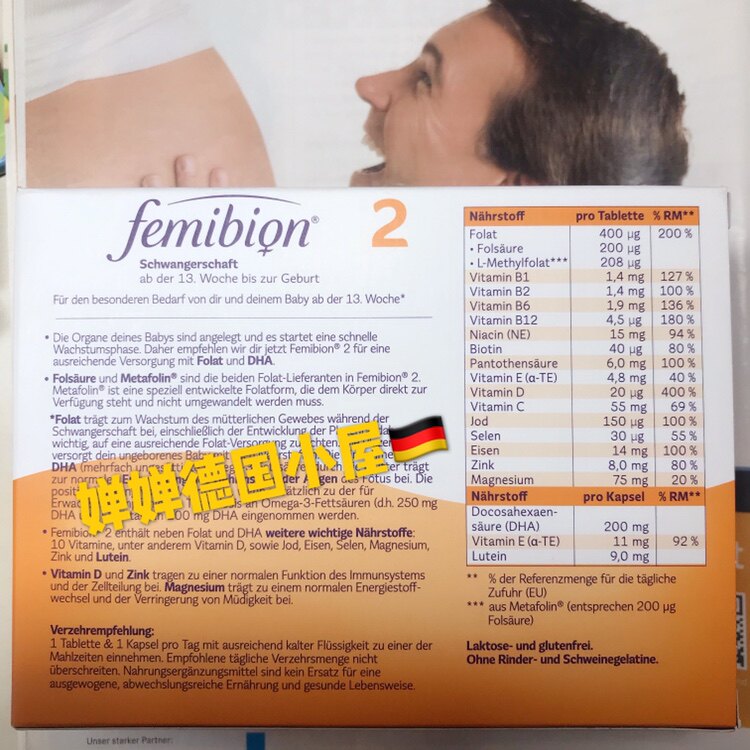 femibion® 2
Schwangerschaft
ab der 13. Woche bis zur Geburt
Für den besonderen Bedarf von dir und deinem Baby ab der 13. Woche*
• Die Organe deines Babys sind angelegt und es startet eine schnelle
Wachstumsphase. Daher empfehlen wir dir jetzt Femibion® 2 für eine
ausreichende Versorgung mit Folat und DHA.
• Folsäure und Metafolin® sind die beiden Folat-Lieferanten in Femibion® 2.
Metafolin® ist eine speziell entwickelte Folatform, die dem Körper direkt zur
Verfügung steht und nicht umgewandelt werden muss.
*Folat trägt zum Wachstum des mütterlichen Gewebes während der
Schwangerschaft bei, einschließlich der Entwicklung der
wichtig, auf eine ausreichende Folat-Versorgung zu
versorgt dein ungeborenes Baby
DHA (mehrfach trägt
zur der Augen des Fötus bei. Die
zu der für
an Omega-3-Fettsäuren (d.h. 250 mg
DHA mg DHA eingenommen werden.
• Femibion® 2 enthält neben Folat und DHA weitere wichtige Nährstoffe:
10 Vitamine, unter anderem Vitamin D, sowie Jod, Eisen, Selen, Magnesium,
Zink und Lutein.
• Vitamin D und Zink tragen zu einer normalen Funktion des Immunsystems
und der Zellteilung bei. Magnesium trägt zu einem normalen Energiestoff-
wechsel und der Verringerung von Müdigkeit bei.
Verzehrempfehlung:
1 Tablette & 1 Kapsel pro Tag mit ausreichend kalter Flüssigkeit zu einer der
Mahlzeiten einnehmen. Empfohlene tägliche Verzehrsmenge nicht
überschreiten. Nahrungsergänzungsmittel sind kein Ersatz für eine
ausgewogene, abwechslungsreiche Ernährung und gesunde Lebensweise.
婵婵德国小屋
Nährstoff pro Tablette % RM**
Folat 400 µg 200 %
• Folsäure 200 µg
• L-Methylfolat*** 208 µg
Vitamin B1 1,4 mg 127 %
Vitamin B2 1,4 mg 100 %
Vitamin B6 1,9 mg 136 %
Vitamin B12 4,5 µg 180 %
Niacin (NE) 15 mg 94 %
Biotin 40 µg 80 %
Pantothensäure 6,0 mg 100 %
Vitamin E (α-TE) 4,8 mg 40 %
Vitamin D 20 µg 400 %
Vitamin C 55 mg 69 %
Jod 150 µg 100 %
Selen 30 µg 55 %
Eisen 14 mg 100 %
Zink 8,0 mg 80 %
Magnesium 75 mg 20 %
Nährstoff pro Kapsel % RM**
Docosahexaen-
säure (DHA) 200 mg
Vitamin E (α-TE) 11 mg 92 %
Lutein 9,0 mg
** % der Referenzmenge für die tägliche
Zufuhr (EU)
*** aus Metafolin® (entsprechen 200 µg
Folsäure)
Laktose- und glutenfrei.
Ohne Rinder- und Schweinegelatine.
Unser starker Partner: